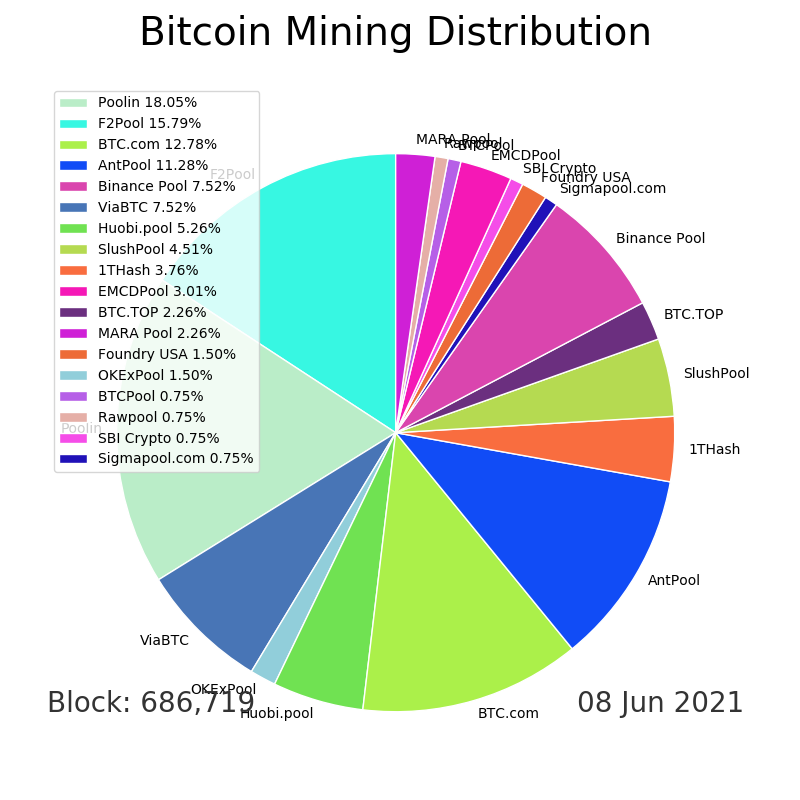 Bitcoin Mining Distribution
Poolin 18.05%
F2Pool 15.79%
BTC.com 12.78%
AntPool 11.28%
Binance Pool 7.52%
ViaBTC 7.52%
Huobi.pool 5.26%
SlushPool 4.51%
1THash 3.76%
EMCDPool 3.01%
BTC.TOP 2.26%
MARA Pool 2.26%
Foundry USA 1.50%
OKExPool 1.50%
BTCPool 0.75%
Rawpool 0.75%
SBI Crypto 0.75%
Sigmapool.com 0.75%
MARA Pool
Rawpool
BTCPool
EMCDPool
SBI Crypto
Foundry USA
Sigmapool.com
F2Pool
Binance Pool
BTC.TOP
SlushPool
Poolin
1THash
AntPool
ViaBTC
OKExPool
Huobi.pool
BTC.com
Block: 686,719
08 Jun 2021